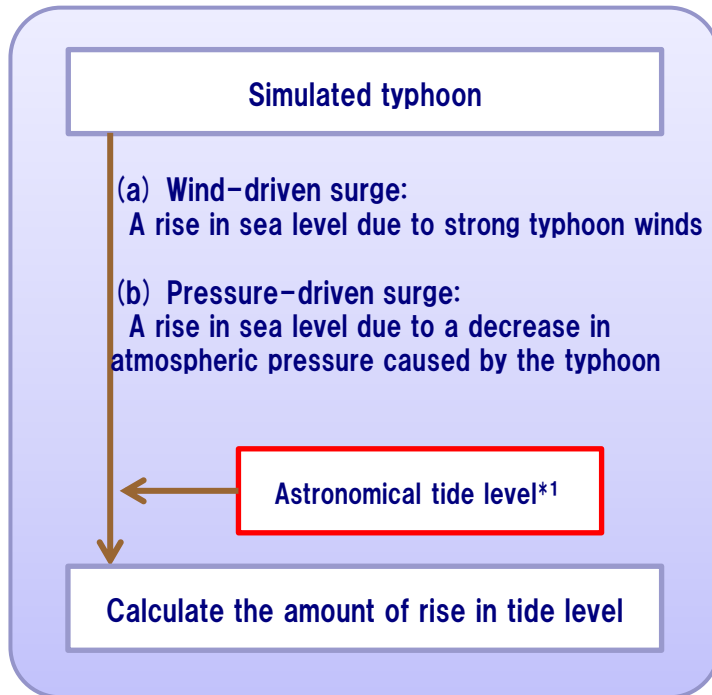 Simulated typhoon
(a) Wind-driven surge:
A rise in sea level due to strong typhoon winds
(b) Pressure-driven surge:
A rise in sea level due to a decrease in
atmospheric pressure caused by the typhoon
Astronomical tide level*1
Calculate the amount of rise in tide level